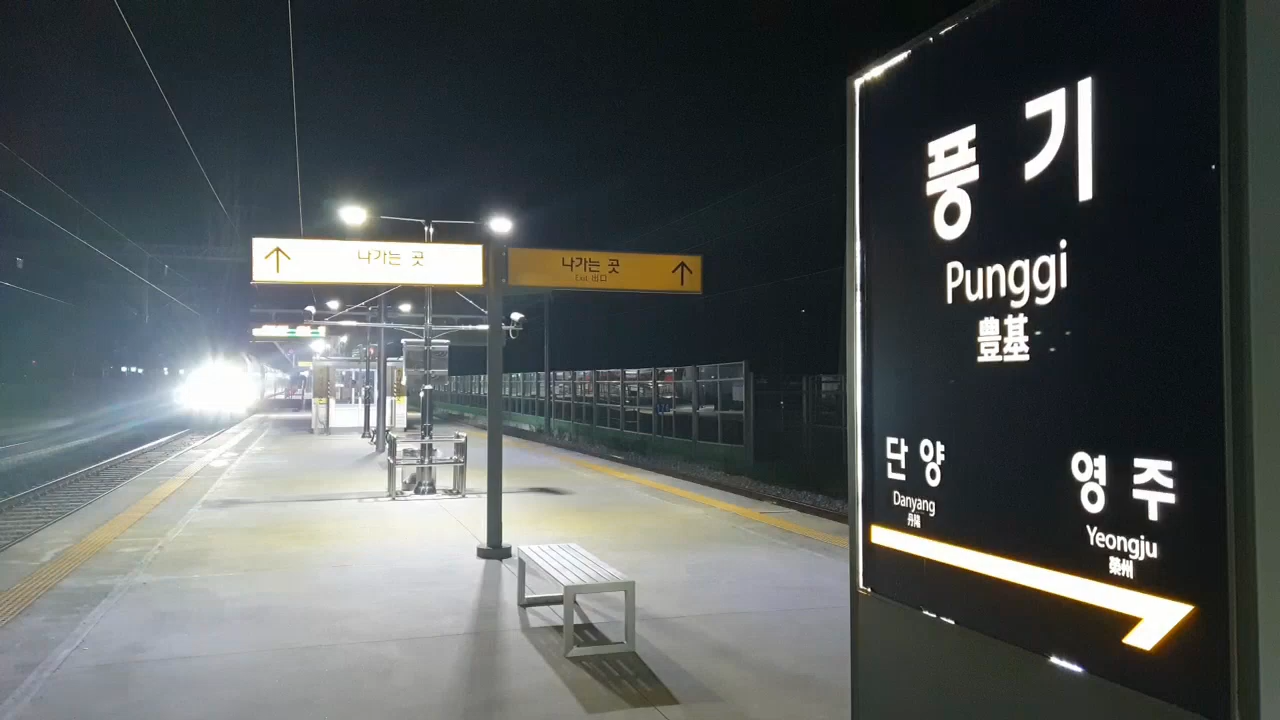 나가는 곳
나가는 곳
Exit 出口
풍기
Punggi
豊基
단양
Danyang
丹陽
영주
Yeongju
榮州